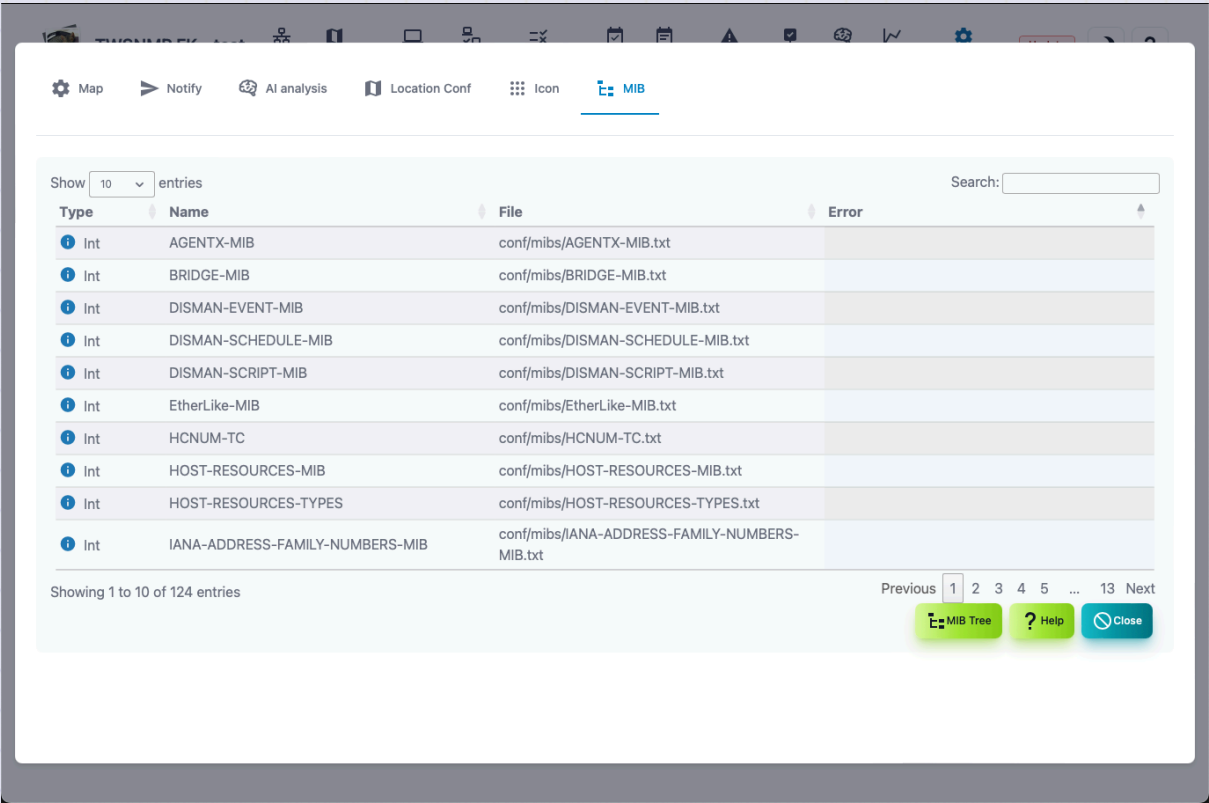 Map Notify AI analysis Location Conf Icon MIB
Show 10 entries Search:
Type Name File Error
Int AGENTX-MIB conf/mibs/AGENTX-MIB.txt
Int BRIDGE-MIB conf/mibs/BRIDGE-MIB.txt
Int DISMAN-EVENT-MIB conf/mibs/DISMAN-EVENT-MIB.txt
Int DISMAN-SCHEDULE-MIB conf/mibs/DISMAN-SCHEDULE-MIB.txt
Int DISMAN-SCRIPT-MIB conf/mibs/DISMAN-SCRIPT-MIB.txt
Int EtherLike-MIB conf/mibs/EtherLike-MIB.txt
Int HCNUM-TC conf/mibs/HCNUM-TC.txt
Int HOST-RESOURCES-MIB conf/mibs/HOST-RESOURCES-MIB.txt
Int HOST-RESOURCES-TYPES conf/mibs/HOST-RESOURCES-TYPES.txt
Int IANA-ADDRESS-FAMILY-NUMBERS-MIB conf/mibs/IANA-ADDRESS-FAMILY-NUMBERS-
MIB.txt
Showing 1 to 10 of 124 entries Previous 1 2 3 4 5 ... 13 Next
MIB Tree Help Close